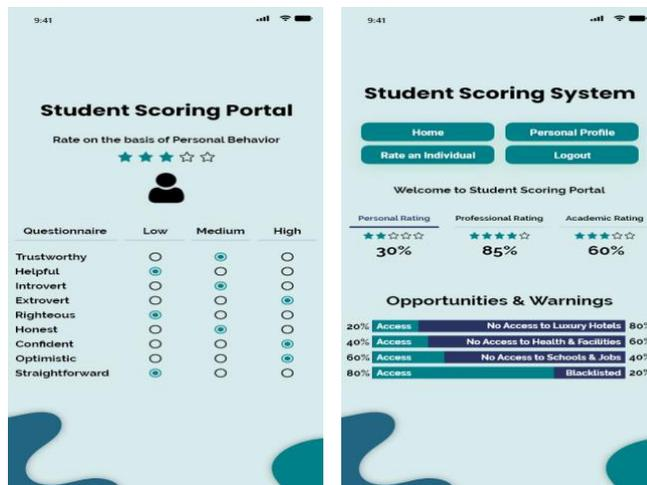 9:41
Student Scoring Portal
Rate on the basis of Personal Behavior
Questionnaire Low Medium High
Trustworthy
Helpful
Introvert
Extrovert
Righteous
Honest
Confident
Optimistic
Straightforward
9:41
Student Scoring System
Home Personal Profile
Rate an Individual Logout
Welcome to Student Scoring Portal
Personal Rating Professional Rating Academic Rating
30% 85% 60%
Opportunities & Warnings
20% Access No Access to Luxury Hotels 80%
40% Access No Access to Health & Facilities 60%
60% Access No Access to Schools & Jobs 40%
80% Access Blacklisted 20%